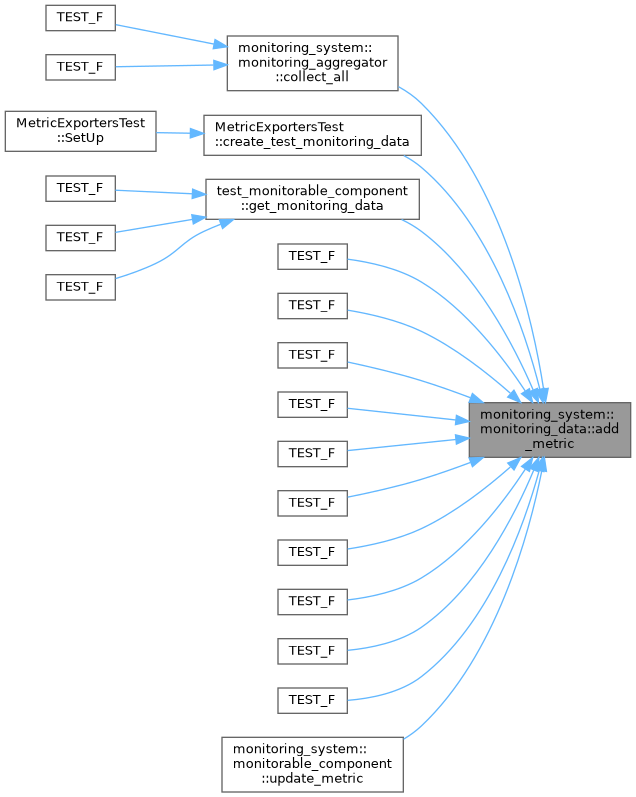 TEST_F
TEST_F
monitoring_system::
monitoring_aggregator
::collect_all
MetricExportersTest
::SetUp
MetricExportersTest
::create_test_monitoring_data
TEST_F
TEST_F
TEST_F
test_monitorable_component
::get_monitoring_data
TEST_F
TEST_F
TEST_F
TEST_F
TEST_F
TEST_F
TEST_F
TEST_F
TEST_F
TEST_F
monitoring_system::
monitorable_component
::update_metric
monitoring_system::
monitoring_data::add
_metric